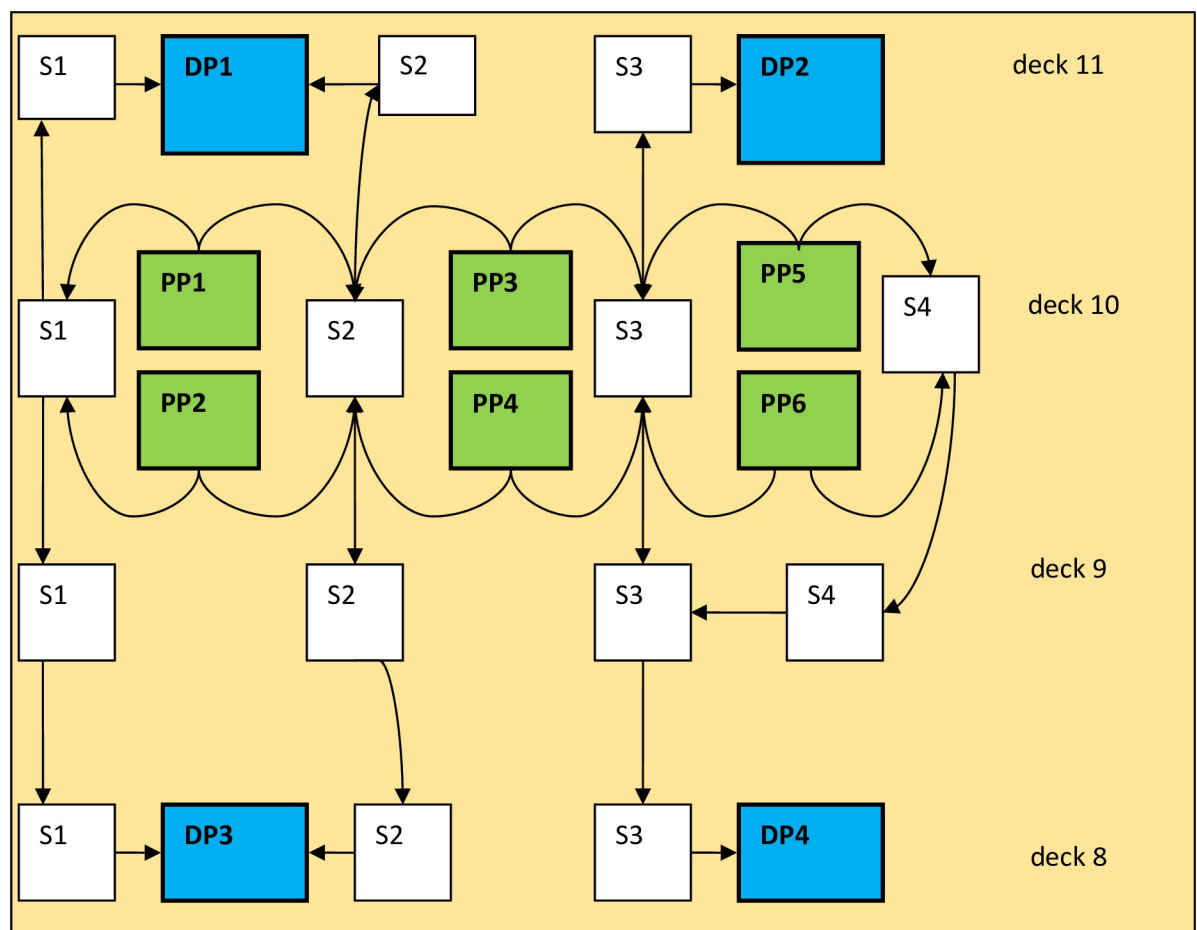 S1
DP1
S2
S3
DP2
deck 11
PP1
PP3
PP5
S1
S2
S3
S4
deck 10
PP2
PP4
PP6
S1
S2
S3
S4
deck 9
S1
DP3
S2
S3
DP4
deck 8